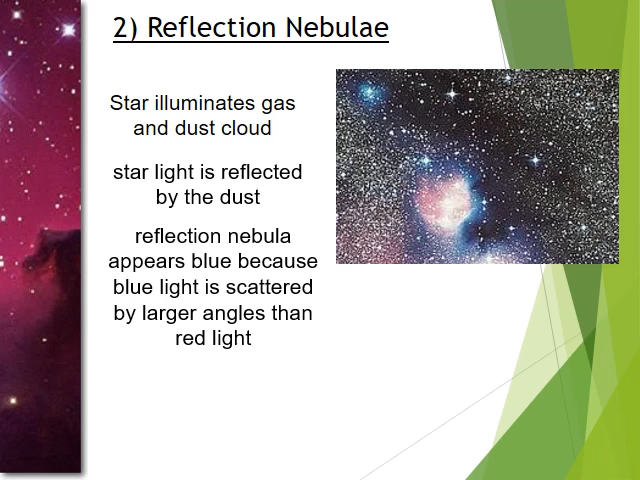 2) Reflection Nebulae
Star illuminates gas
and dust cloud
star light is reflected
by the dust
reflection nebula
appears blue because
blue light is scattered
by larger angles than
red light